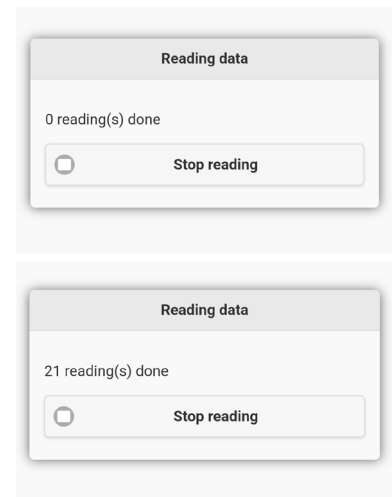 Reading data
0 reading(s) done
Stop reading
Reading data
21 reading(s) done
Stop reading